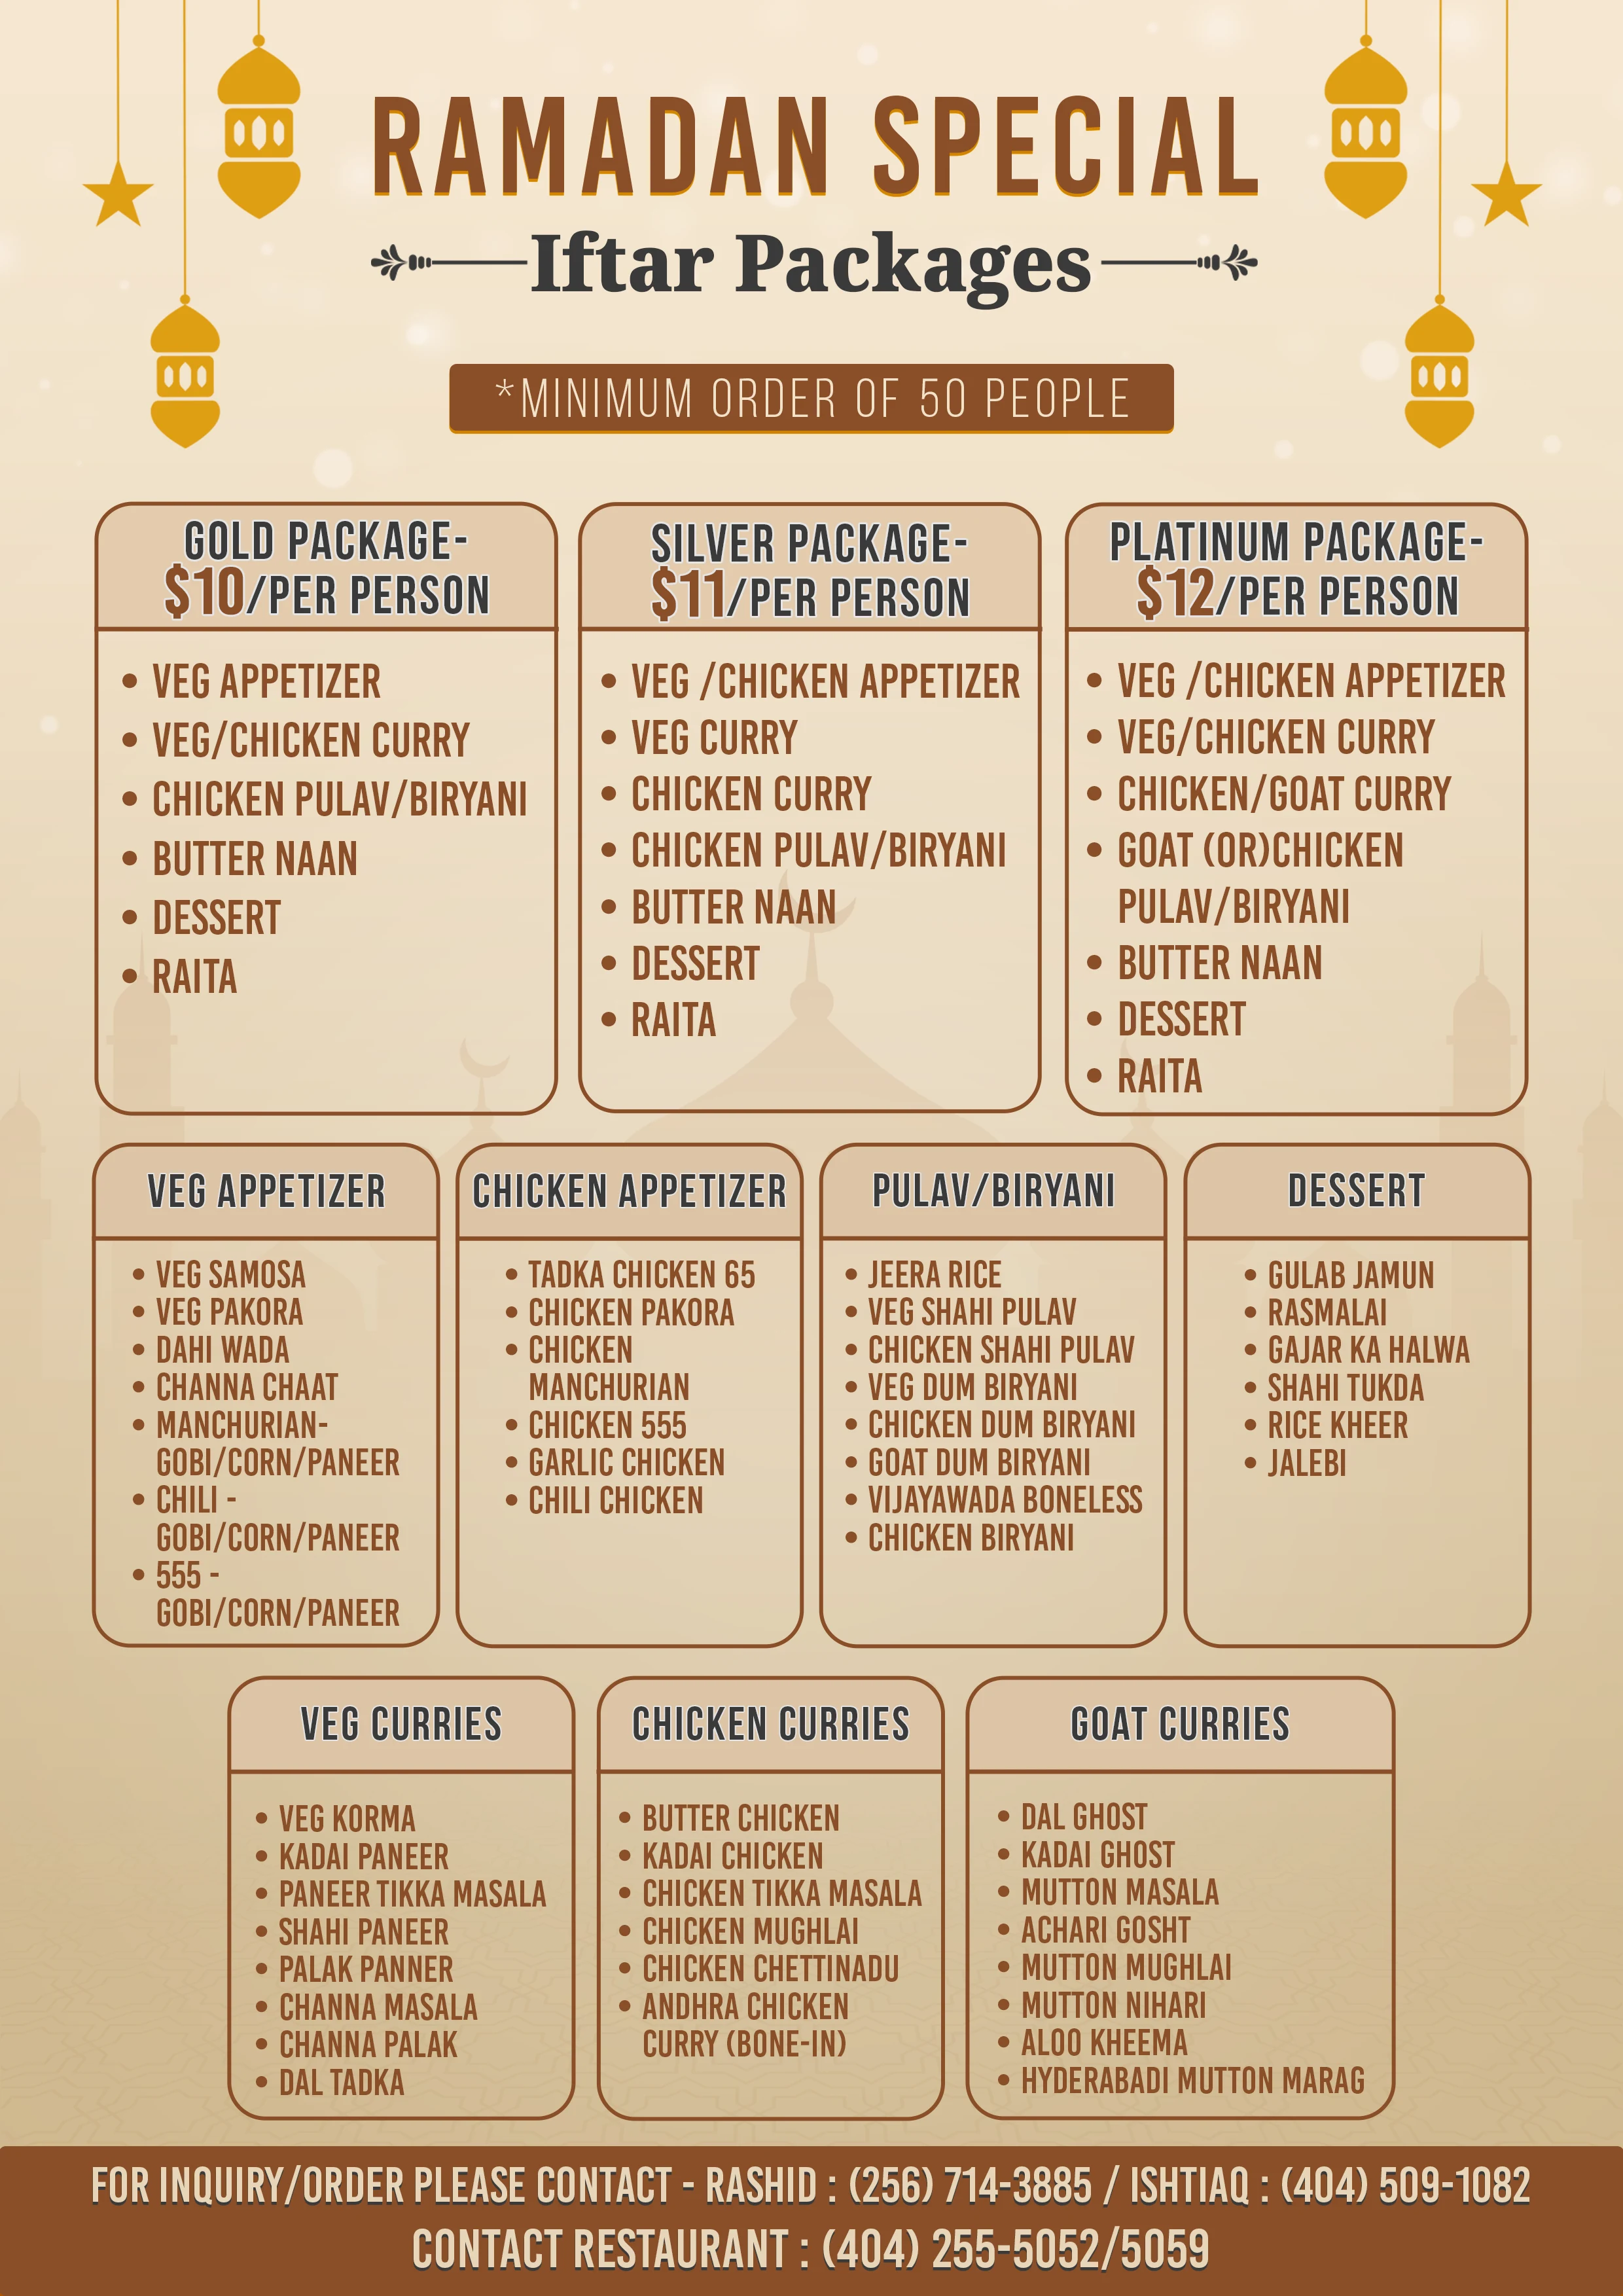 RAMADAN SPECIAL
Iftar Packages
*MINIMUM ORDER OF 50 PEOPLE
GOLD PACKAGE-
$10/PER PERSON
• VEG APPETIZER
• VEG/CHICKEN CURRY
• CHICKEN PULAV/BIRYANI
• BUTTER NAAN
• DESSERT
• RAITA
SILVER PACKAGE-
$11/PER PERSON
• VEG /CHICKEN APPETIZER
• VEG CURRY
• CHICKEN CURRY
• CHICKEN PULAV/BIRYANI
• BUTTER NAAN
• DESSERT
• RAITA
PLATINUM PACKAGE-
$12/PER PERSON
• VEG /CHICKEN APPETIZER
• VEG/CHICKEN CURRY
• CHICKEN/GOAT CURRY
• GOAT (OR)CHICKEN
PULAV/BIRYANI
• BUTTER NAAN
• DESSERT
• RAITA
VEG APPETIZER
• VEG SAMOSA
• VEG PAKORA
• DAHI WADA
• CHANNA CHAAT
• MANCHURIAN-
GOBI/CORN/PANEER
• CHILI -
GOBI/CORN/PANEER
• 555 -
GOBI/CORN/PANEER
CHICKEN APPETIZER
• TADKA CHICKEN 65
• CHICKEN PAKORA
• CHICKEN
MANCHURIAN
• CHICKEN 555
• GARLIC CHICKEN
• CHILI CHICKEN
PULAV/BIRYANI
• JEERA RICE
• VEG SHAHI PULAV
• CHICKEN SHAHI PULAV
• VEG DUM BIRYANI
• CHICKEN DUM BIRYANI
• GOAT DUM BIRYANI
• VIJAYAWADA BONELESS
• CHICKEN BIRYANI
DESSERT
• GULAB JAMUN
• RASMALAI
• GAJAR KA HALWA
• SHAHI TUKDA
• RICE KHEER
• JALEBI
VEG CURRIES
• VEG KORMA
• KADAI PANEER
• PANEER TIKKA MASALA
• SHAHI PANEER
• PALAK PANNER
• CHANNA MASALA
• CHANNA PALAK
• DAL TADKA
CHICKEN CURRIES
• BUTTER CHICKEN
• KADAI CHICKEN
• CHICKEN TIKKA MASALA
• CHICKEN MUGHLAI
• CHICKEN CHETTINADU
• ANDHRA CHICKEN
CURRY (BONE-IN)
GOAT CURRIES
• DAL GHOST
• KADAI GHOST
• MUTTON MASALA
• ACHARI GOSHT
• MUTTON MUGHLAI
• MUTTON NIHARI
• ALOO KHEEMA
• HYDERABADI MUTTON MARAG
FOR INQUIRY/ORDER PLEASE CONTACT - RASHID : (256) 714-3885 / ISHTIAQ : (404) 509-1082
CONTACT RESTAURANT : (404) 255-5052/5059